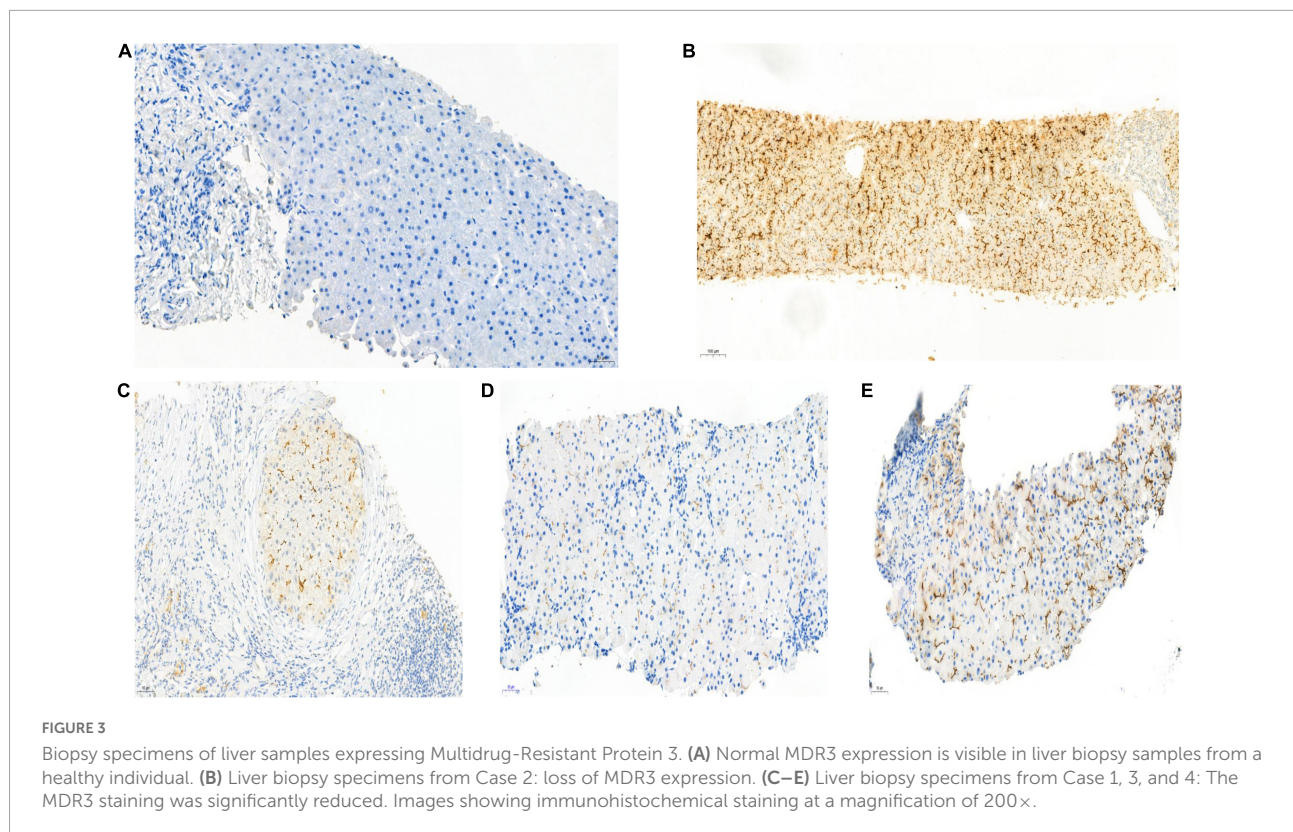 A
B
100 μm
C
D
E
FIGURE 3
Biopsy specimens of liver samples expressing Multidrug-Resistant Protein 3. (A) Normal MDR3 expression is visible in liver biopsy samples from a
healthy individual. (B) Liver biopsy specimens from Case 2: loss of MDR3 expression. (C–E) Liver biopsy specimens from Case 1, 3, and 4: The
MDR3 staining was significantly reduced. Images showing immunohistochemical staining at a magnification of 200×.